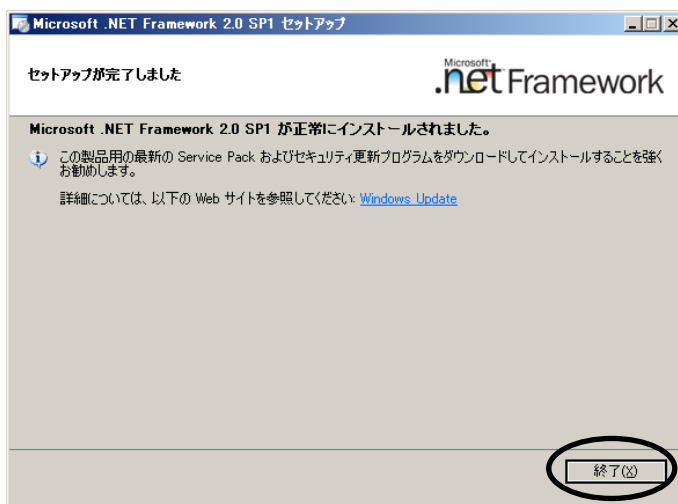 Microsoft .NET Framework 2.0 SP1 セットアップ
セットアップが完了しました
Microsoft
.net Framework
Microsoft .NET Framework 2.0 SP1 が正常にインストールされました。
この製品用の最新の Service Pack およびセキュリティ更新プログラムをダウンロードしてインストールすることを強く
お勧めします。
詳細については、以下の Web サイトを参照してください: Windows Update
終了(X)